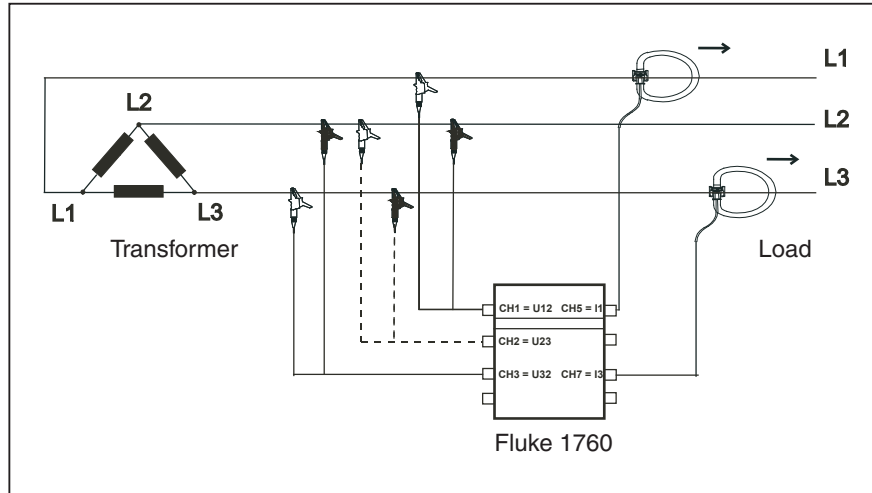 L1
L2
L2
L3
L1
L3
Transformer
Load
CH1 = U12 CH5 = I1
CH2 = U23
CH3 = U32 CH7 = I3
Fluke 1760